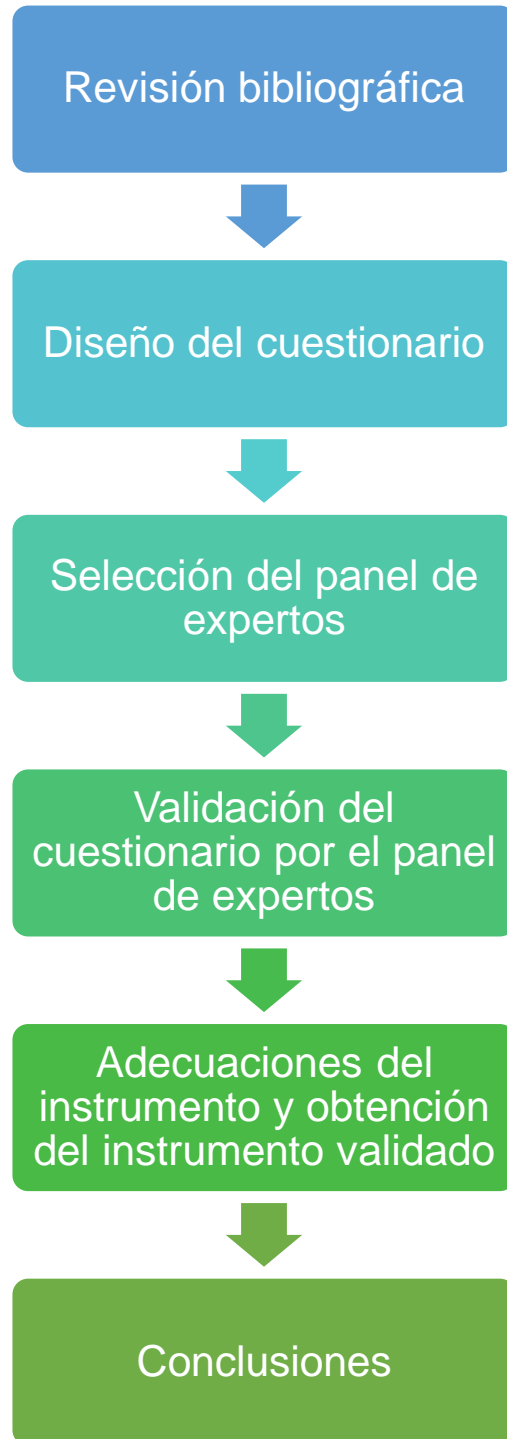 Revisión bibliográfica
Diseño del cuestionario
Selección del panel de
expertos
Validación del
cuestionario por el panel
de expertos
Adecuaciones del
instrumento y obtención
del instrumento validado
Conclusiones